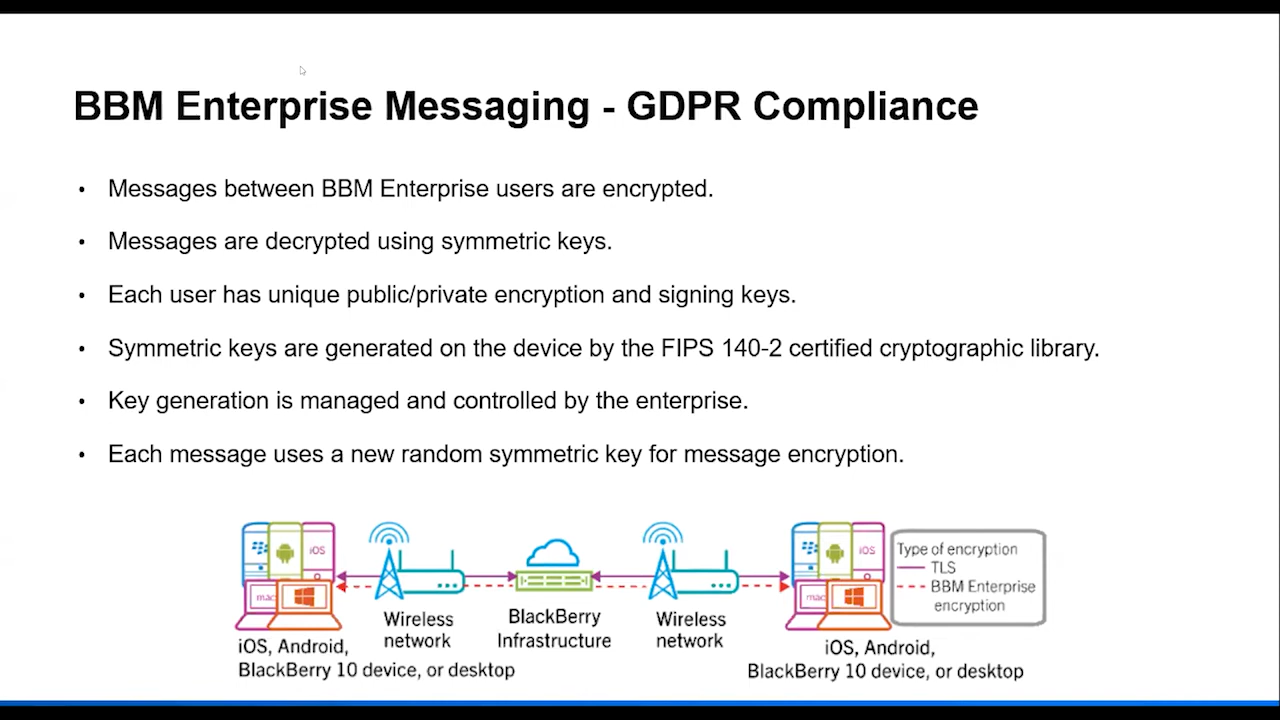 BBM Enterprise Messaging - GDPR Compliance
• Messages between BBM Enterprise users are encrypted.
• Messages are decrypted using symmetric keys.
• Each user has unique public/private encryption and signing keys.
• Symmetric keys are generated on the device by the FIPS 140-2 certified cryptographic library.
• Key generation is managed and controlled by the enterprise.
• Each message uses a new random symmetric key for message encryption.
iOS
mac
iOS, Android,
BlackBerry 10 device, or desktop
Wireless
network
BlackBerry
Infrastructure
Wireless
network
iOS
mac
iOS, Android,
BlackBerry 10 device, or desktop
Type of encryption
TLS
BBM Enterprise
encryption